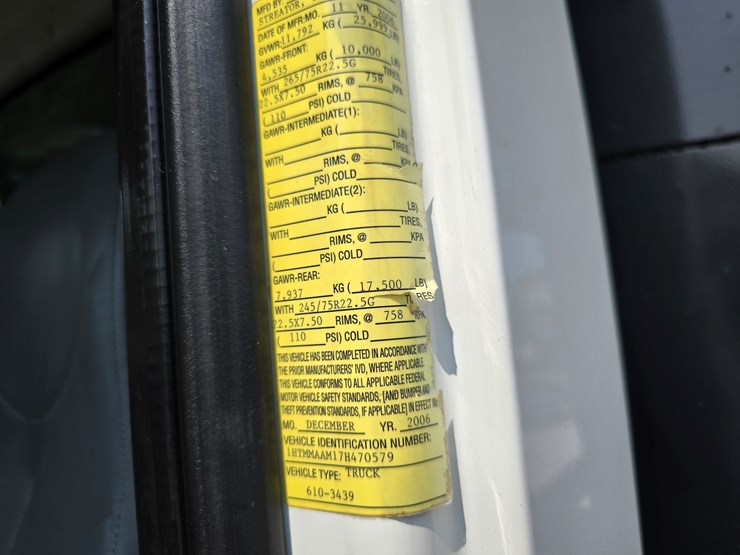 MFD BY
STREATOR,
DATE OF MFR:MO. 11 YR. 2006
GVWR:11,792 KG ( 25,999 LB)
GAWR-FRONT:
4,535 KG ( 10,000 LB)
WITH 265/75R22.5G TIRES,
22.5X7.50 RIMS, @ 758 KPA
( 110 PSI) COLD
GAWR-INTERMEDIATE(1):
KG ( LB)
WITH TIRES,
RIMS, @ KPA
( PSI) COLD
GAWR-INTERMEDIATE(2):
KG ( LB)
WITH TIRES,
RIMS, @ KPA
( PSI) COLD
GAWR-REAR:
7,937 KG ( 17,500 LB)
WITH 245/75R22.5G TI RES
22.5X7.50 RIMS, @ 758 KPA
( 110 PSI) COLD
THIS VEHICLE HAS BEEN COMPLETED IN ACCORDANCE WITH
THE PRIOR MANUFACTURERS' IVD, WHERE APPLICABLE.
THIS VEHICLE CONFORMS TO ALL APPLICABLE FEDERAL
MOTOR VEHICLE SAFETY STANDARDS, [AND BUMPER AND
THEFT PREVENTION STANDARDS, IF APPLICABLE] IN EFFECT IN
MO. DECEMBER YR. 2006
VEHICLE IDENTIFICATION NUMBER:
1HTMMAAM17H470579
VEHICLE TYPE: TRUCK
610-3439